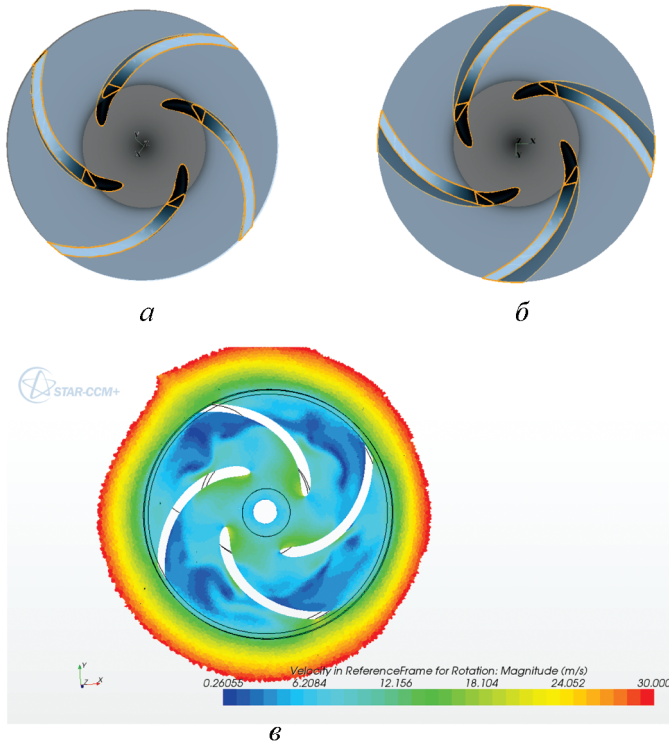 а
б
STAR-CCM+
Y
Z X
Velocity in ReferenceFrame for Rotation: Magnitude (m/s)
0.26055 6.2084 12.156 18.104 24.052 30.000
в